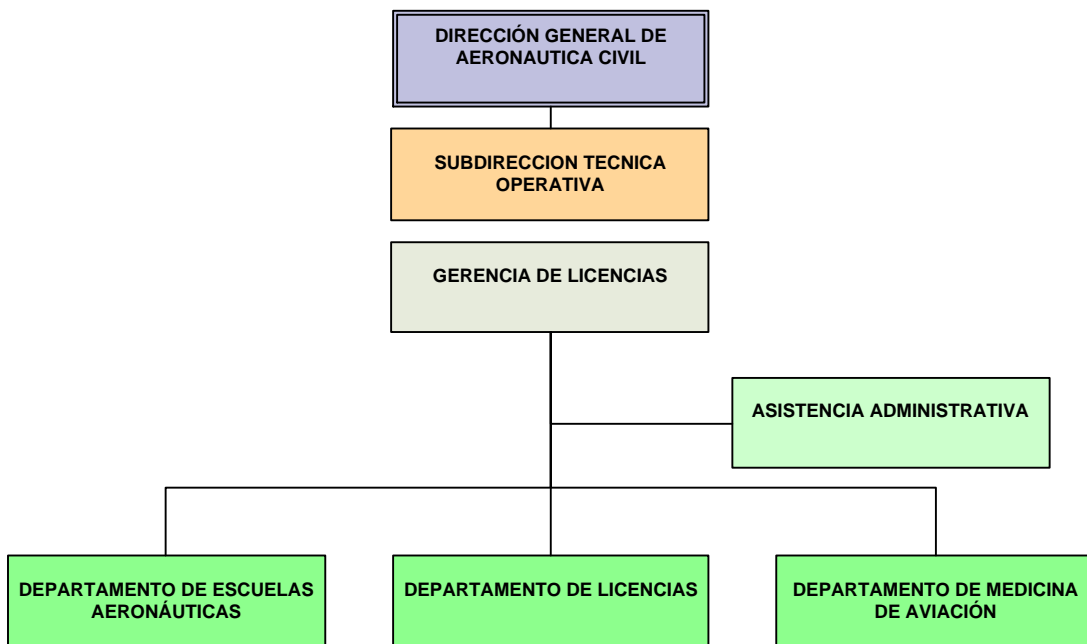 DIRECCIÓN GENERAL DE
AERONAUTICA CIVIL
SUBDIRECCION TECNICA
OPERATIVA
GERENCIA DE LICENCIAS
ASISTENCIA ADMINISTRATIVA
DEPARTAMENTO DE ESCUELAS
AERONÁUTICAS
DEPARTAMENTO DE LICENCIAS
DEPARTAMENTO DE MEDICINA
DE AVIACIÓN